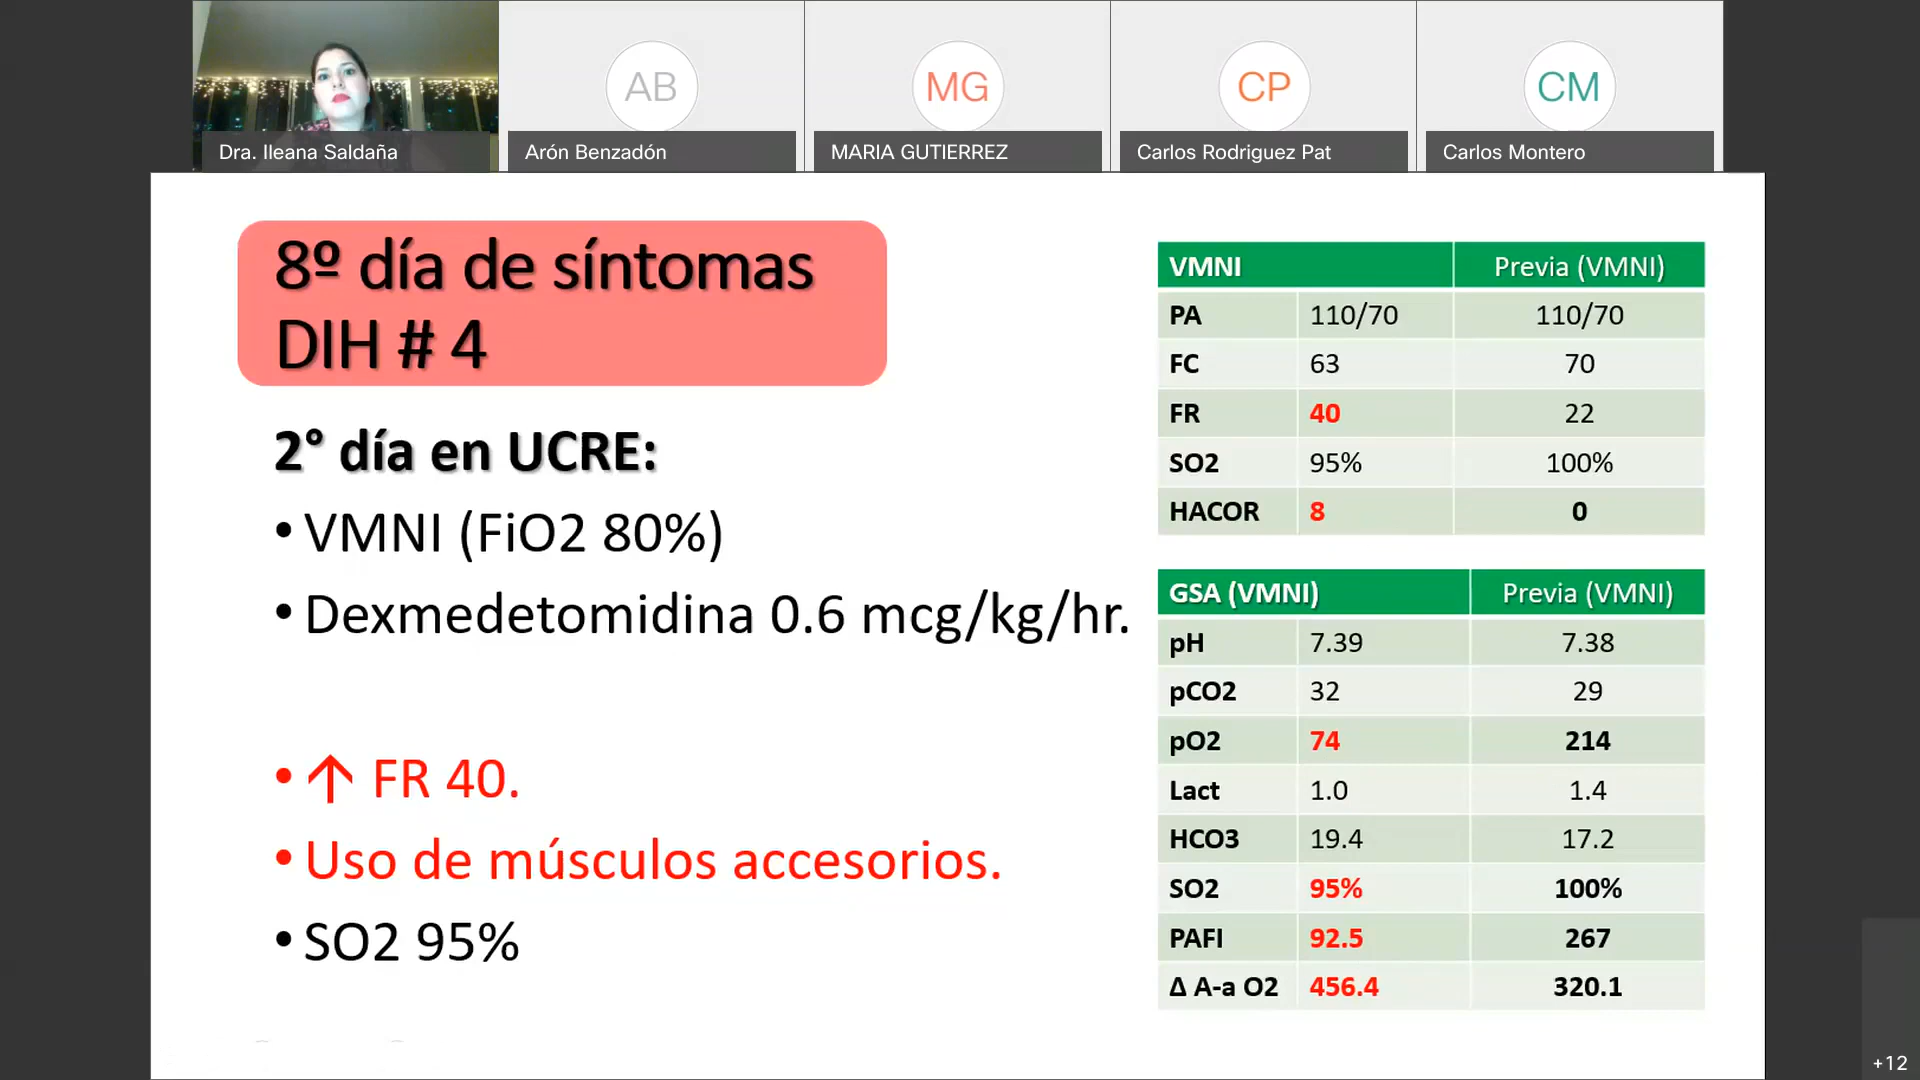 AB
MG
CP
CM
Dra. Ileana Saldaña
Arón Benzadón
MARIA GUTIERREZ
Carlos Rodriguez Pat
Carlos Montero
8º día de síntomas
DIH # 4
2° día en UCRE:
• VMNI (FiO2 80%)
• Dexmedetomidina 0.6 mcg/kg/hr.
• ↑ FR 40.
• Uso de músculos accesorios.
• SO2 95%
VMNI Previa (VMNI)
PA 110/70 110/70
FC 63 70
FR 40 22
SO2 95% 100%
HACOR 8 0
GSA (VMNI) Previa (VMNI)
pH 7.39 7.38
pCO2 32 29
pO2 74 214
Lact 1.0 1.4
HCO3 19.4 17.2
SO2 95% 100%
PAFI 92.5 267
Δ A-a O2 456.4 320.1
+12